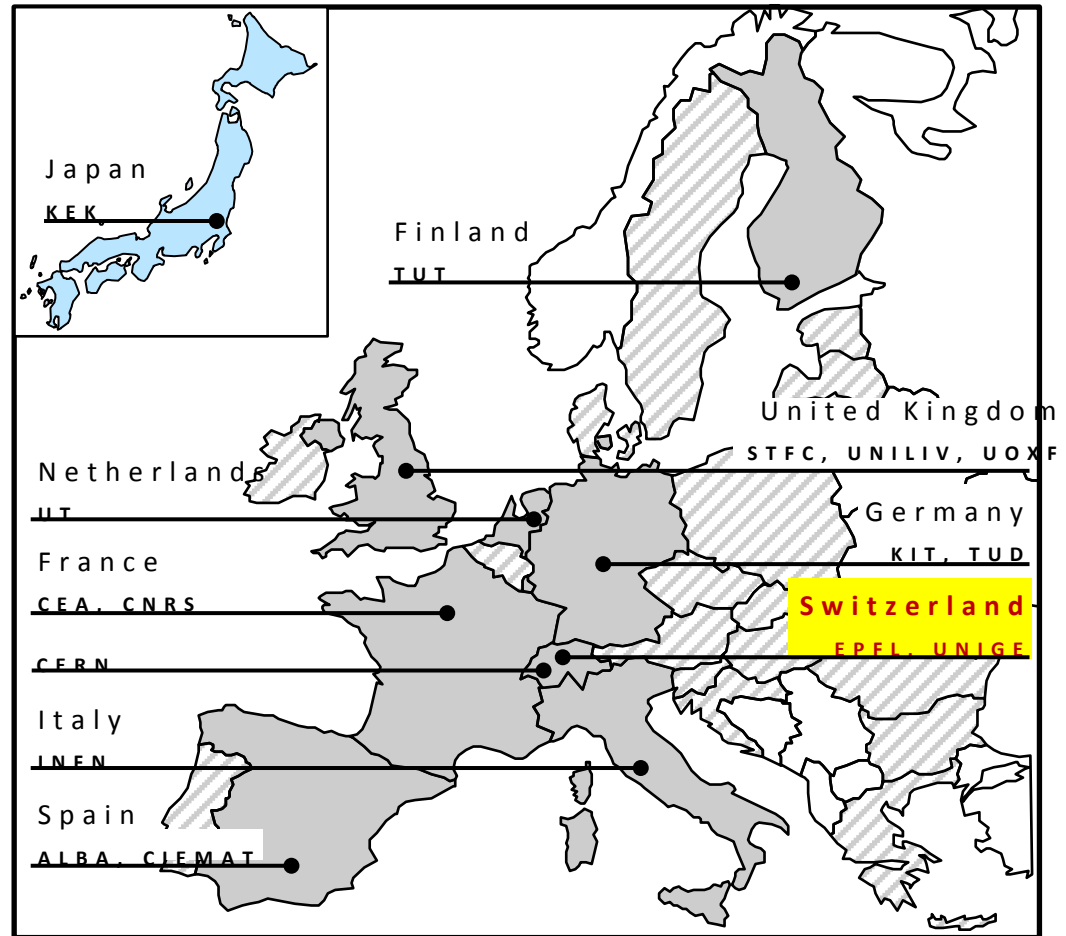 Japan
KEK
Finland
TUT
United Kingdom
STFC, UNILIV, UOXF
Netherlands
UT
Germany
KIT, TUD
France
CEA, CNRS
Switzerland
EPFL, UNIGE
CERN
Italy
INFN
Spain
ALBA, CIEMAT